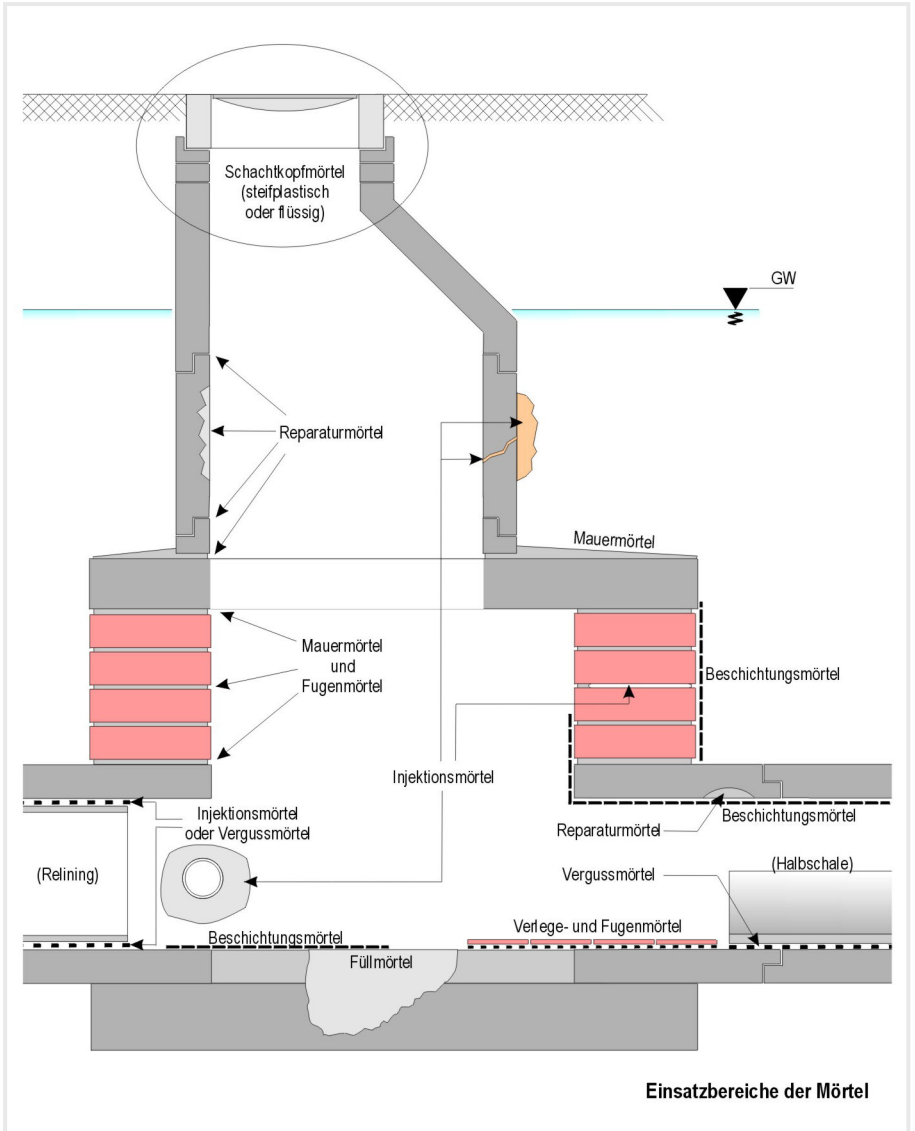 Schachtkopfmörtel
(steifplastisch
oder flüssig)
GW
Reparaturmörtel
Mauermörtel
Mauermörtel
und
Fugenmörtel
Beschichtungsmörtel
Injektionsmörtel
Injektionsmörtel
oder Vergussmörtel
Reparaturmörtel
Beschichtungsmörtel
(Relining)
Vergussmörtel
(Halbschale)
Beschichtungsmörtel
Verlege- und Fugenmörtel
Füllmörtel
Einsatzbereiche der Mörtel